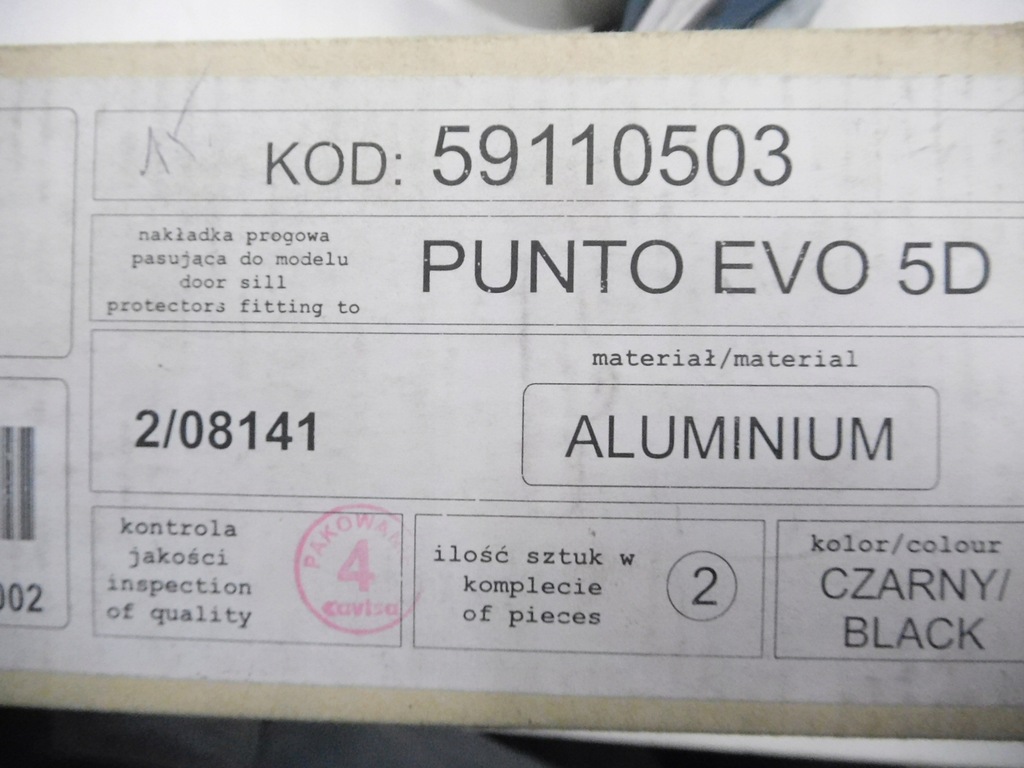 KOD: 59110503
nakładka progowa
pasująca do modelu
door sill
protectors fitting to
PUNTO EVO 5D
materiał/material
2/08141
ALUMINIUM
kontrola
jakości
inspection
of quality
4
cavisa
ilość sztuk w
komplecie
of pieces
2
kolor/colour
CZARNY/
BLACK
002